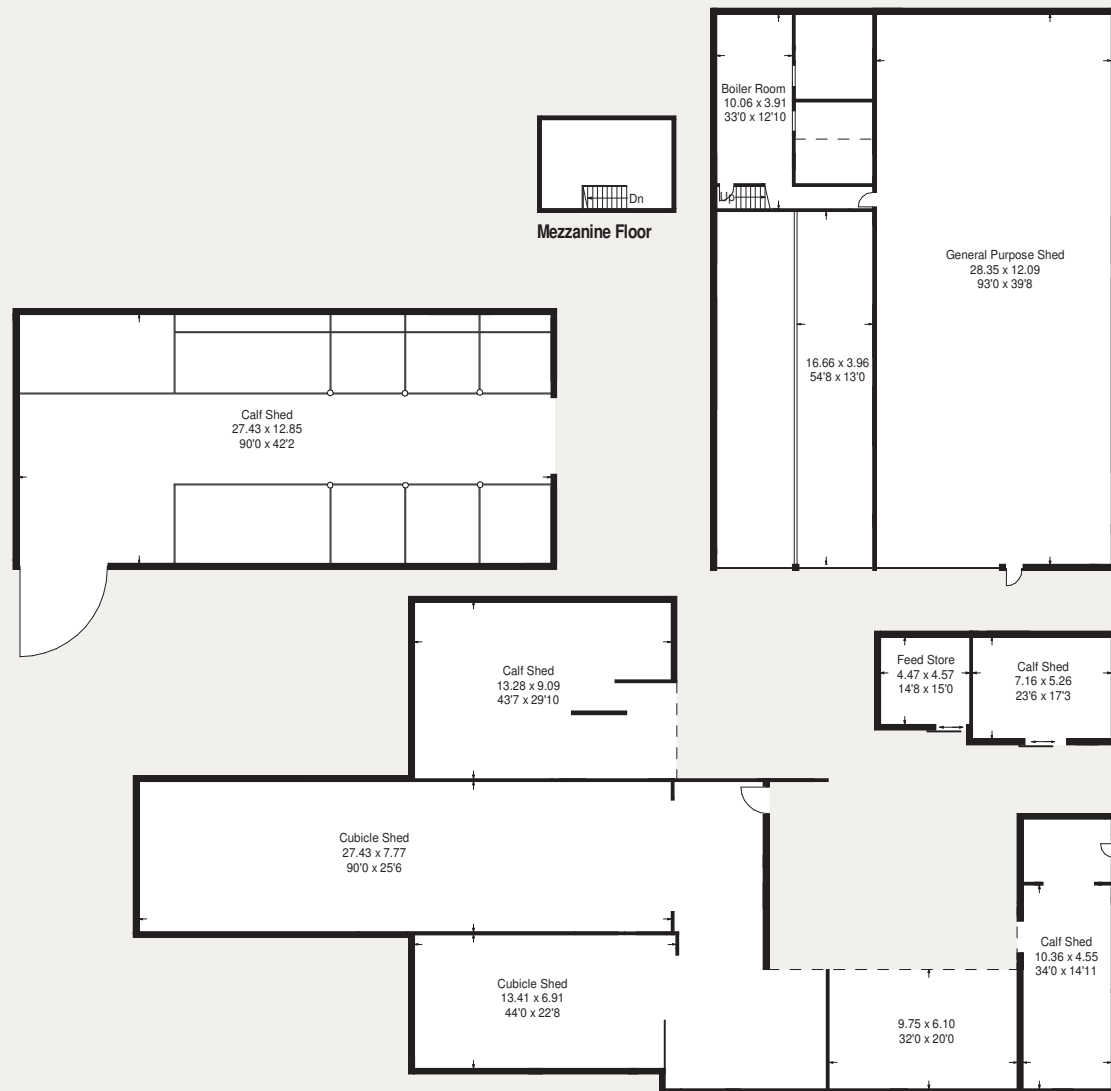 Boiler Room
10.06 x 3.91
33'0 x 12'10
Dn
Mezzanine Floor
Up
General Purpose Shed
28.35 x 12.09
93'0 x 39'8
16.66 x 3.96
54'8 x 13'0
Calf Shed
27.43 x 12.85
90'0 x 42'2
Calf Shed
13.28 x 9.09
43'7 x 29'10
Feed Store
4.47 x 4.57
14'8 x 15'0
Calf Shed
7.16 x 5.26
23'6 x 17'3
Cubicle Shed
27.43 x 7.77
90'0 x 25'6
Calf Shed
10.36 x 4.55
34'0 x 14'11
Cubicle Shed
13.41 x 6.91
44'0 x 22'8
9.75 x 6.10
32'0 x 20'0